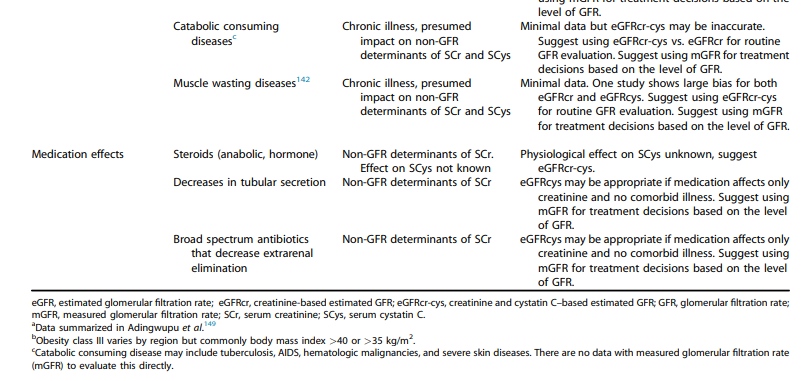 using mGFR for treatment decisions based on the
level of GFR.
Catabolic consuming diseasesᶜ Chronic illness, presumed impact on non-GFR determinants of SCr and SCys Minimal data but eGFRcr-cys may be inaccurate.
Suggest using eGFRcr-cys vs. eGFRcr for routine
GFR evaluation. Suggest using mGFR for treatment
decisions based on the level of GFR.
Muscle wasting diseases¹⁴² Chronic illness, presumed impact on non-GFR determinants of SCr and SCys Minimal data. One study shows large bias for both
eGFRcr and eGFRcys. Suggest using eGFRcr-cys
for routine GFR evaluation. Suggest using mGFR
for treatment decisions based on the level of GFR.
Medication effects Steroids (anabolic, hormone) Non-GFR determinants of SCr. Physiological effect on SCys unknown, suggest
Effect on SCys not known eGFRcr-cys.
Decreases in tubular secretion Non-GFR determinants of SCr eGFRcys may be appropriate if medication affects only
creatinine and no comorbid illness. Suggest using
mGFR for treatment decisions based on the level
of GFR.
Broad spectrum antibiotics Non-GFR determinants of SCr eGFRcys may be appropriate if medication affects only
that decrease extrarenal creatinine and no comorbid illness. Suggest using
elimination mGFR for treatment decisions based on the level
of GFR.
eGFR, estimated glomerular filtration rate; eGFRcr, creatinine-based estimated GFR; eGFRcr-cys, creatinine and cystatin C–based estimated GFR; GFR, glomerular filtration rate;
mGFR, measured glomerular filtration rate; SCr, serum creatinine; SCys, serum cystatin C.
ᵃData summarized in Adingwupu et al.¹⁴⁹
ᵇObesity class III varies by region but commonly body mass index >40 or >35 kg/m².
ᶜCatabolic consuming disease may include tuberculosis, AIDS, hematologic malignancies, and severe skin diseases. There are no data with measured glomerular filtration rate
(mGFR) to evaluate this directly.